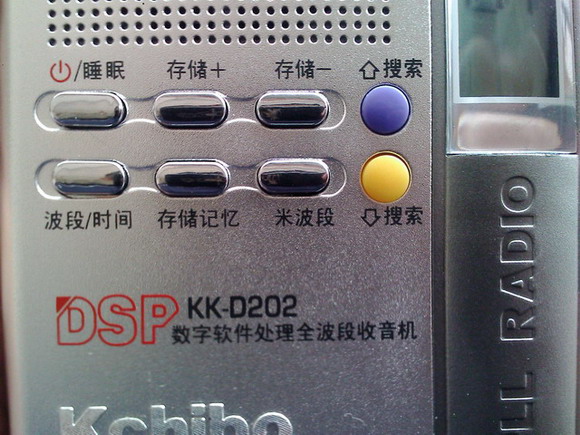 ⏻/睡眠 存储+ 存储- ⇧搜索
波段/时间 存储记忆 米波段 ⇩搜索
DSP KK-D202
数字软件处理全波段收音机
Kchibo
LL RADIO